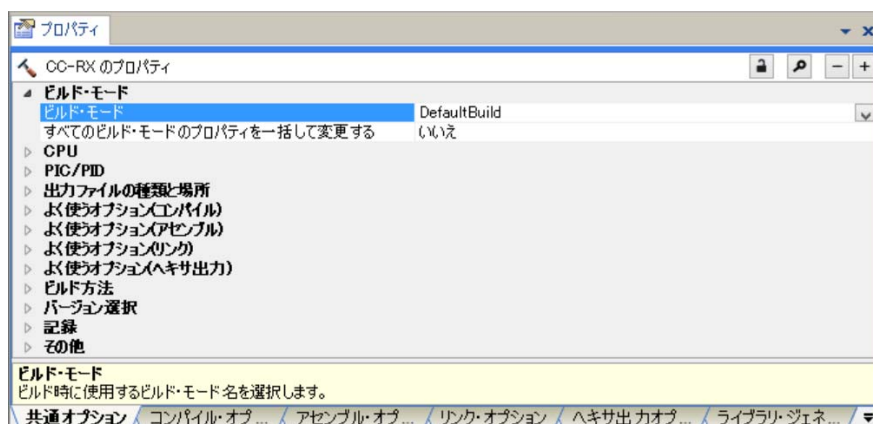 プロパティ
CC-RX のプロパティ
ビルド・モード
ビルド・モード DefaultBuild
すべてのビルド・モードのプロパティを一括して変更する いいえ
CPU
PIC/PID
出力ファイルの種類と場所
よく使うオプション(コンパイル)
よく使うオプション(アセンブル)
よく使うオプション(リンク)
よく使うオプション(ヘキサ出力)
ビルド方法
バージョン選択
記録
その他
ビルド・モード
ビルド時に使用するビルド・モード名を選択します。
共通オプション コンパイル・オプ... アセンブル・オプ... リンク・オプション ヘキサ出力オプ... ライブラリ・ジェネ...